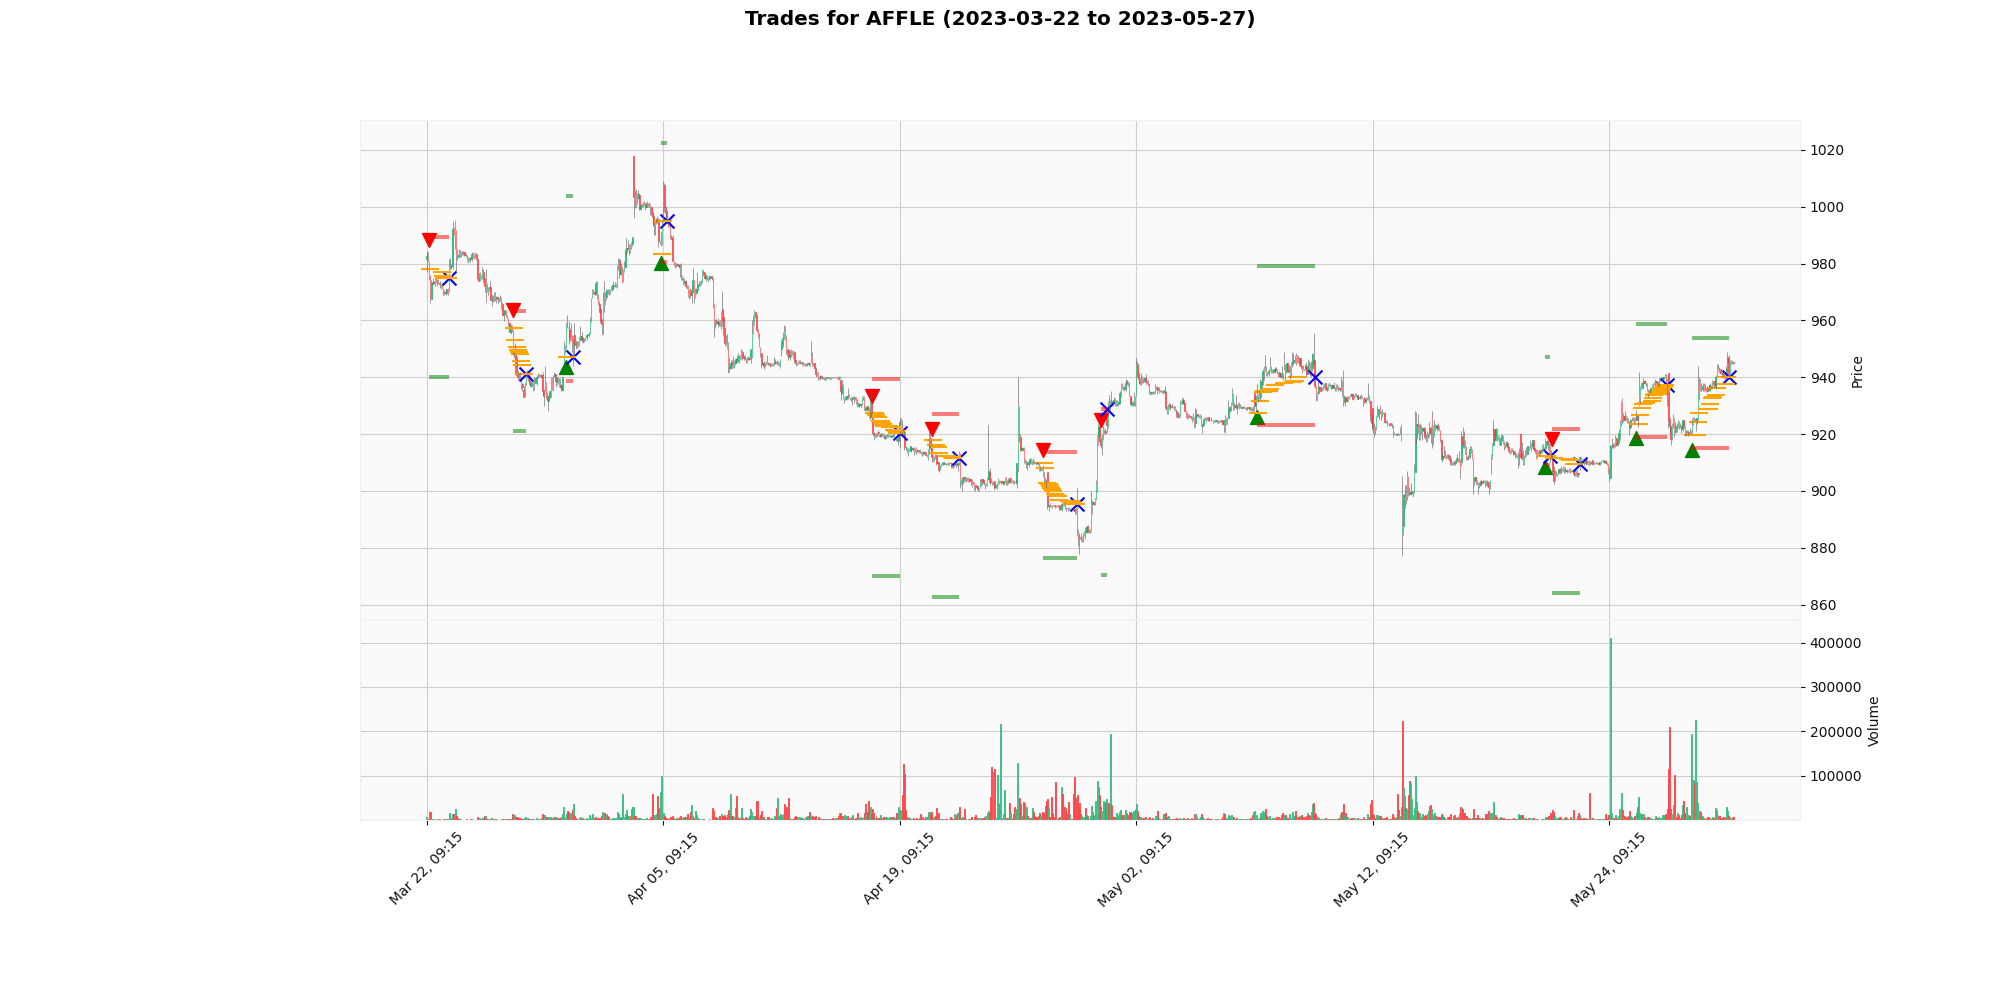 Trades for AFFLE (2023-03-22 to 2023-05-27)
1020
1000
980
960
940
920
900
880
860
Price
400000
300000
200000
100000
Volume
Mar 22, 09:15
Apr 05, 09:15
Apr 19, 09:15
May 02, 09:15
May 12, 09:15
May 24, 09:15